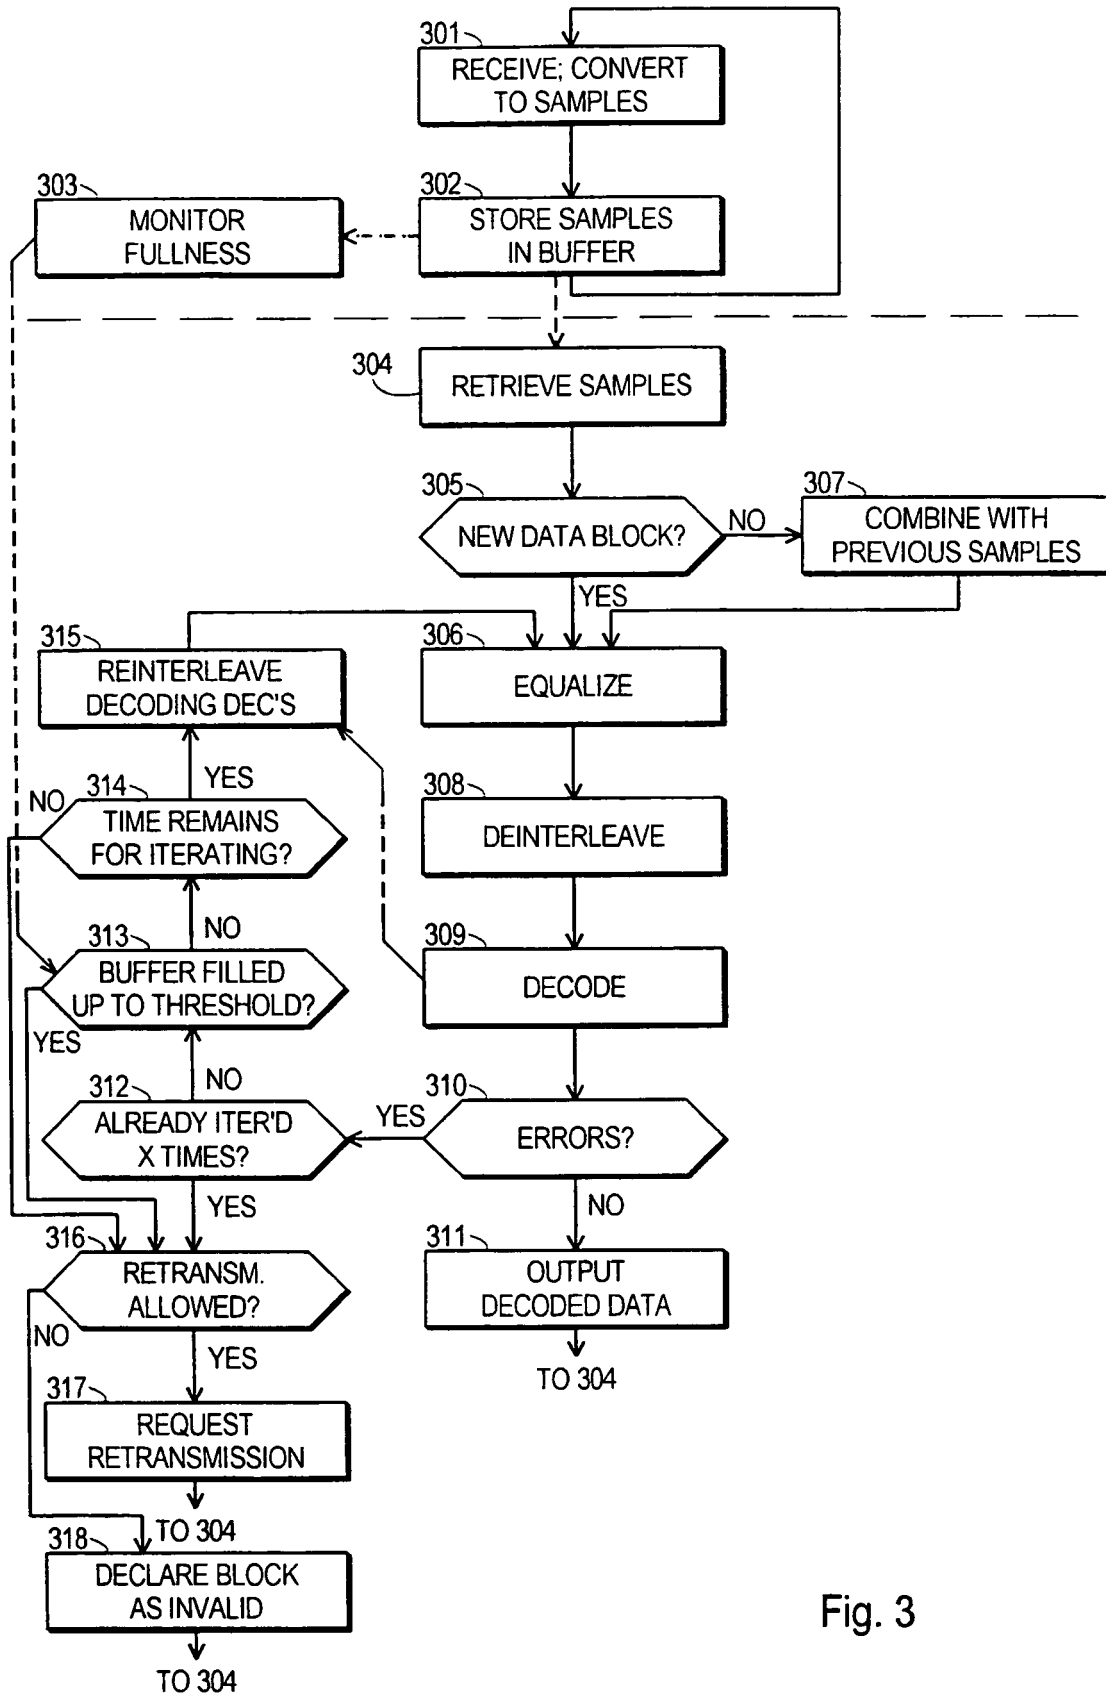 301
RECEIVE; CONVERT
TO SAMPLES
303
MONITOR
FULLNESS
302
STORE SAMPLES
IN BUFFER
304
RETRIEVE SAMPLES
305
NEW DATA BLOCK?
NO
307
COMBINE WITH
PREVIOUS SAMPLES
YES
315
REINTERLEAVE
DECODING DEC'S
306
EQUALIZE
YES
NO
314
TIME REMAINS
FOR ITERATING?
308
DEINTERLEAVE
NO
313
BUFFER FILLED
UP TO THRESHOLD?
YES
309
DECODE
NO
312
ALREADY ITER'D
X TIMES?
YES
310
ERRORS?
YES
NO
316
RETRANSM.
ALLOWED?
NO
311
OUTPUT
DECODED DATA
YES
TO 304
317
REQUEST
RETRANSMISSION
TO 304
318
DECLARE BLOCK
AS INVALID
TO 304
Fig. 3